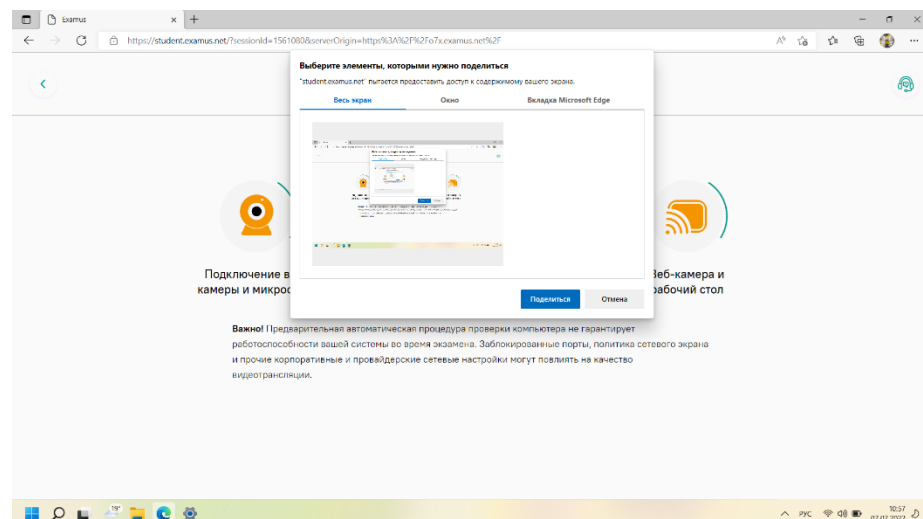 Examus
https://student.examus.net/?sessionId=1561080&serverOrigin=https%3A%2F%2Fo7x.examus.net%2F
Выберите элементы, которыми нужно поделиться
"student.examus.net" пытается предоставить доступ к содержимому вашего экрана.
Весь экран Окно Вкладка Microsoft Edge
Поделиться Отмена
Подключение в
камеры и микрос
Веб-камера и
рабочий стол
Важно! Предварительная автоматическая процедура проверки компьютера не гарантирует
работоспособности вашей системы во время экзамена. Заблокированные порты, политика сетевого экрана
и прочие корпоративные и провайдерские сетевые настройки могут повлиять на качество
видеотрансляции.
19°
РУС
10:57